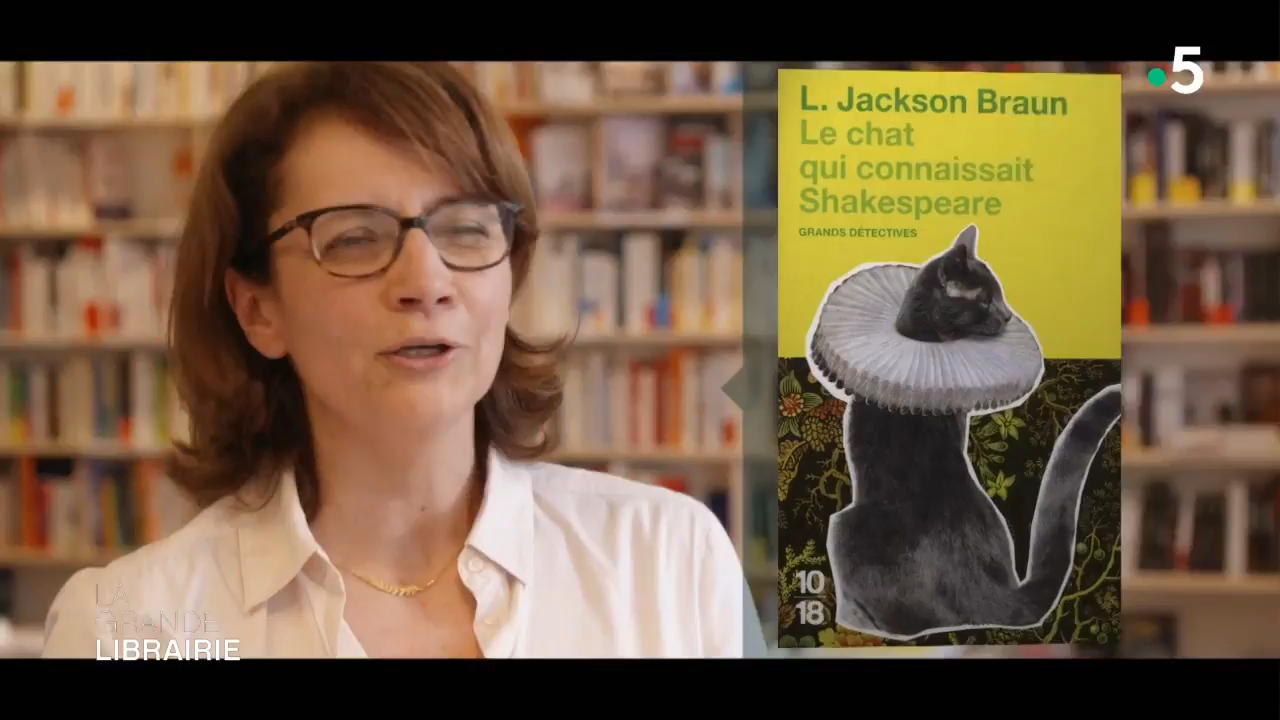 5
L. Jackson Braun
Le chat
qui connaissait
Shakespeare
GRANDS DÉTECTIVES
10
18
LA
GRANDE
LIBRAIRIE